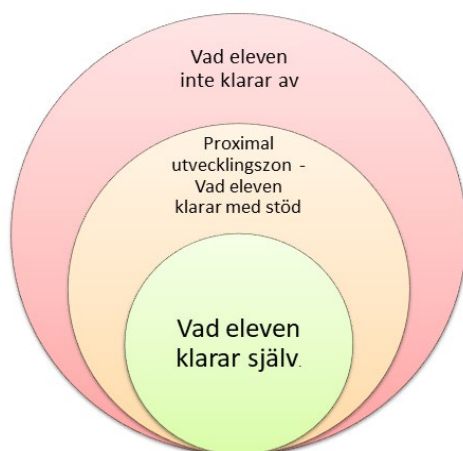 Vad eleven
inte klarar av
Proximal
utvecklingszon -
Vad eleven
klarar med stöd
Vad eleven
klarar själv.